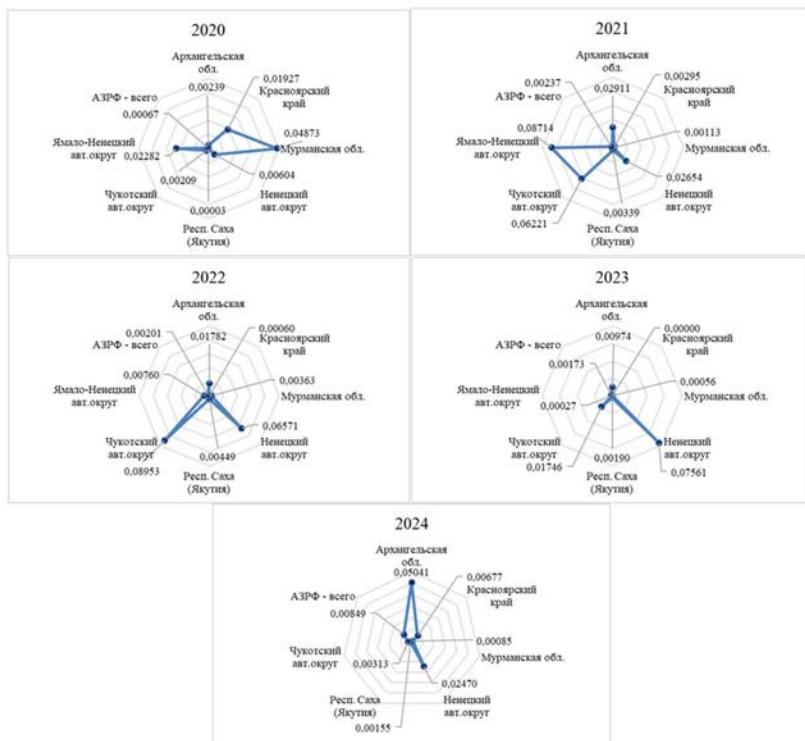 2020
Архангельская
обл.
0,00239
0,01927
Красноярский
край
0,04873
Мурманская обл.
0,00604
Ненецкий
авт.округ
0,00003
Респ. Саха
(Якутия)
0,00209
Чукотский
авт.округ
Ямало-Ненецкий
авт.округ
0,02282
АЗРФ - всего
0,00067
2021
Архангельская
обл.
0,02911
0,00295
Красноярский
край
0,00113
Мурманская обл.
0,02654
Ненецкий
авт.округ
0,00339
Респ. Саха
(Якутия)
Чукотский
авт.округ
0,06221
0,08714
Ямало-Ненецкий
авт.округ
0,00237
АЗРФ - всего
2022
Архангельская
обл.
0,01782
0,00060
Красноярский
край
0,00363
Мурманская обл.
0,06571
Ненецкий
авт.округ
0,00449
Респ. Саха
(Якутия)
Чукотский
авт.округ
0,08953
0,00760
Ямало-Ненецкий
авт.округ
0,00201
АЗРФ - всего
2023
Архангельская
обл.
0,00974
0,00000
Красноярский
край
0,00056
Мурманская обл.
Ненецкий
авт.округ
0,07561
0,00190
Респ. Саха
(Якутия)
Чукотский
авт.округ
0,01746
Ямало-Ненецкий
авт.округ
0,00027
АЗРФ - всего
0,00173
2024
Архангельская
обл.
0,05041
0,00677
Красноярский
край
0,00085
Мурманская обл.
0,02470
Ненецкий
авт.округ
Респ. Саха
(Якутия)
0,00155
Чукотский
авт.округ
0,00313
АЗРФ - всего
0,00849